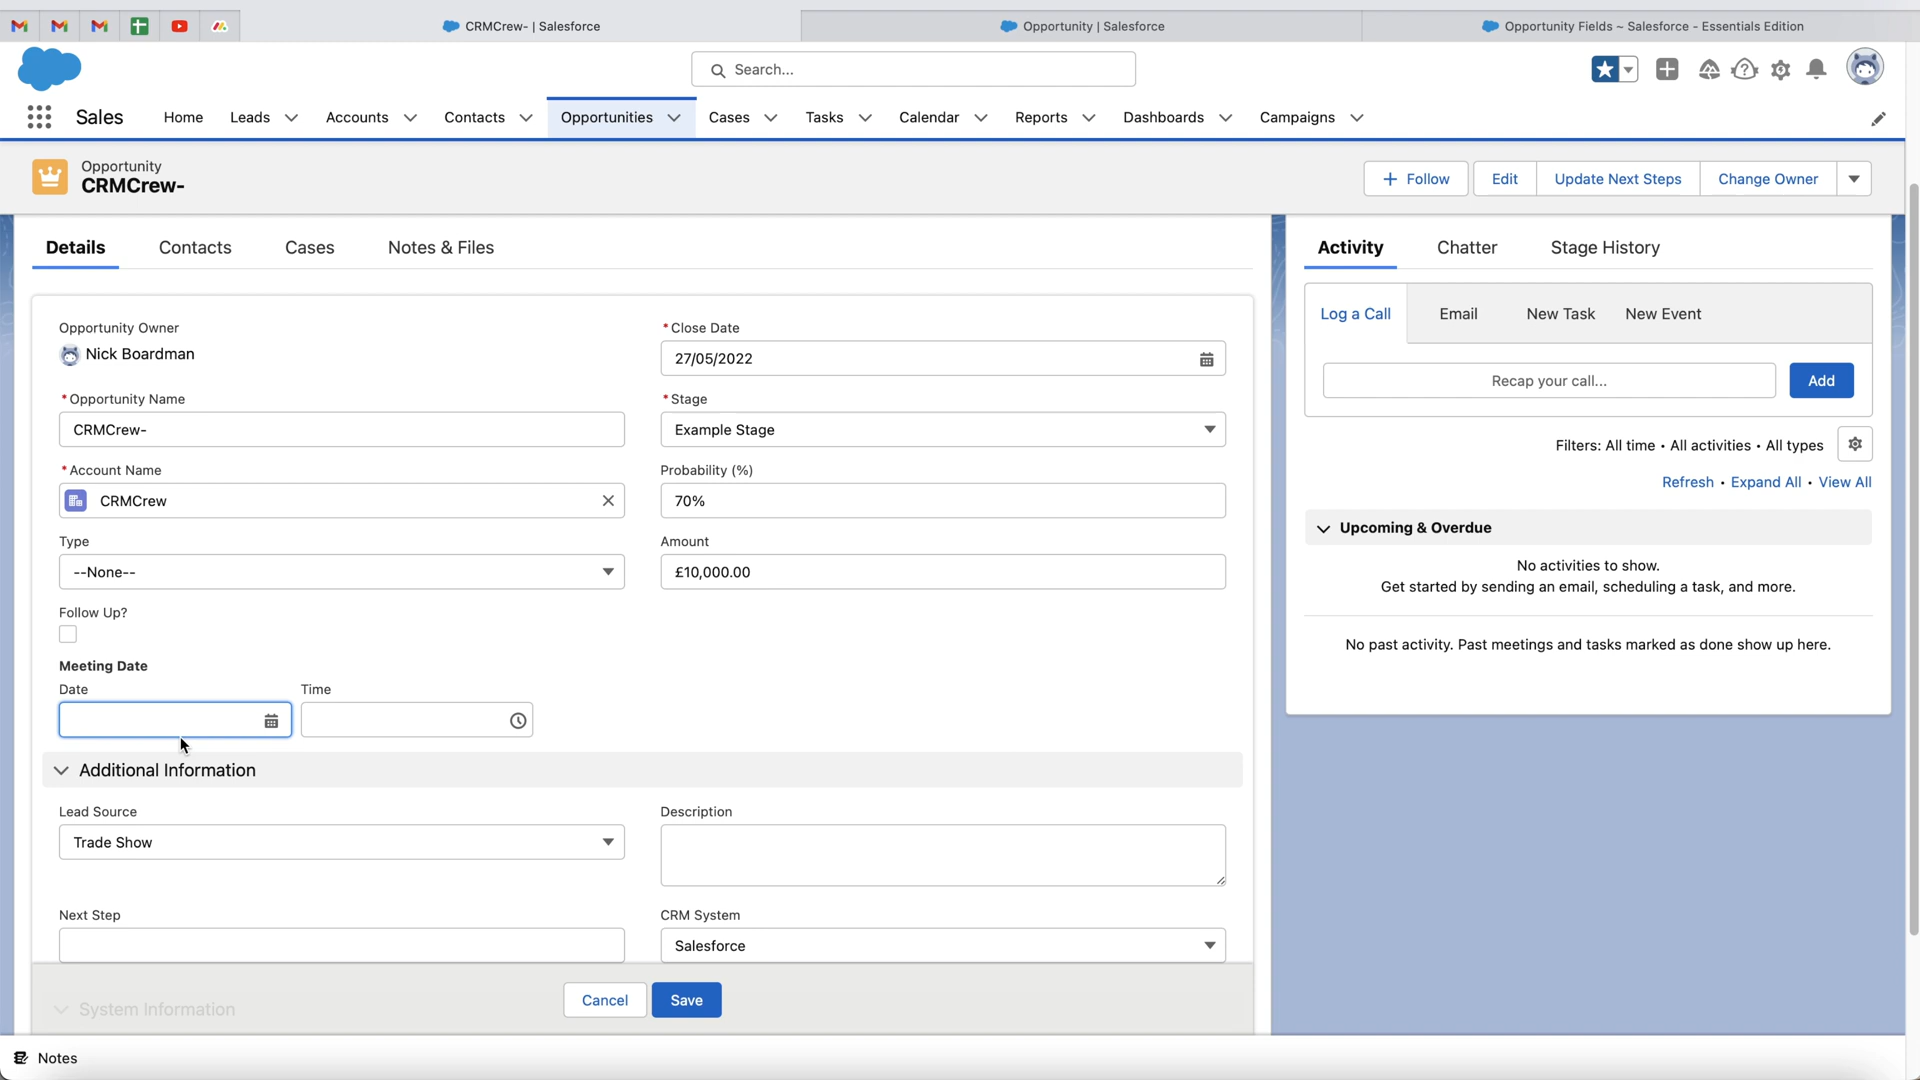 CRMCrew- | Salesforce
Opportunity | Salesforce
Opportunity Fields ~ Salesforce - Essentials Edition
Search...
Sales
Home
Leads
Accounts
Contacts
Opportunities
Cases
Tasks
Calendar
Reports
Dashboards
Campaigns
Opportunity
CRMCrew-
Follow
Edit
Update Next Steps
Change Owner
Details
Contacts
Cases
Notes & Files
Opportunity Owner
Nick Boardman
*Close Date
27/05/2022
*Opportunity Name
CRMCrew-
*Stage
Example Stage
*Account Name
CRMCrew
Probability (%)
70%
Type
--None--
Amount
£10,000.00
Follow Up?
Meeting Date
Date
Time
Additional Information
Lead Source
Trade Show
Description
Next Step
CRM System
Salesforce
System Information
Cancel
Save
Activity
Chatter
Stage History
Log a Call
Email
New Task
New Event
Recap your call...
Add
Filters: All time • All activities • All types
Refresh • Expand All • View All
Upcoming & Overdue
No activities to show.
Get started by sending an email, scheduling a task, and more.
No past activity. Past meetings and tasks marked as done show up here.
Notes